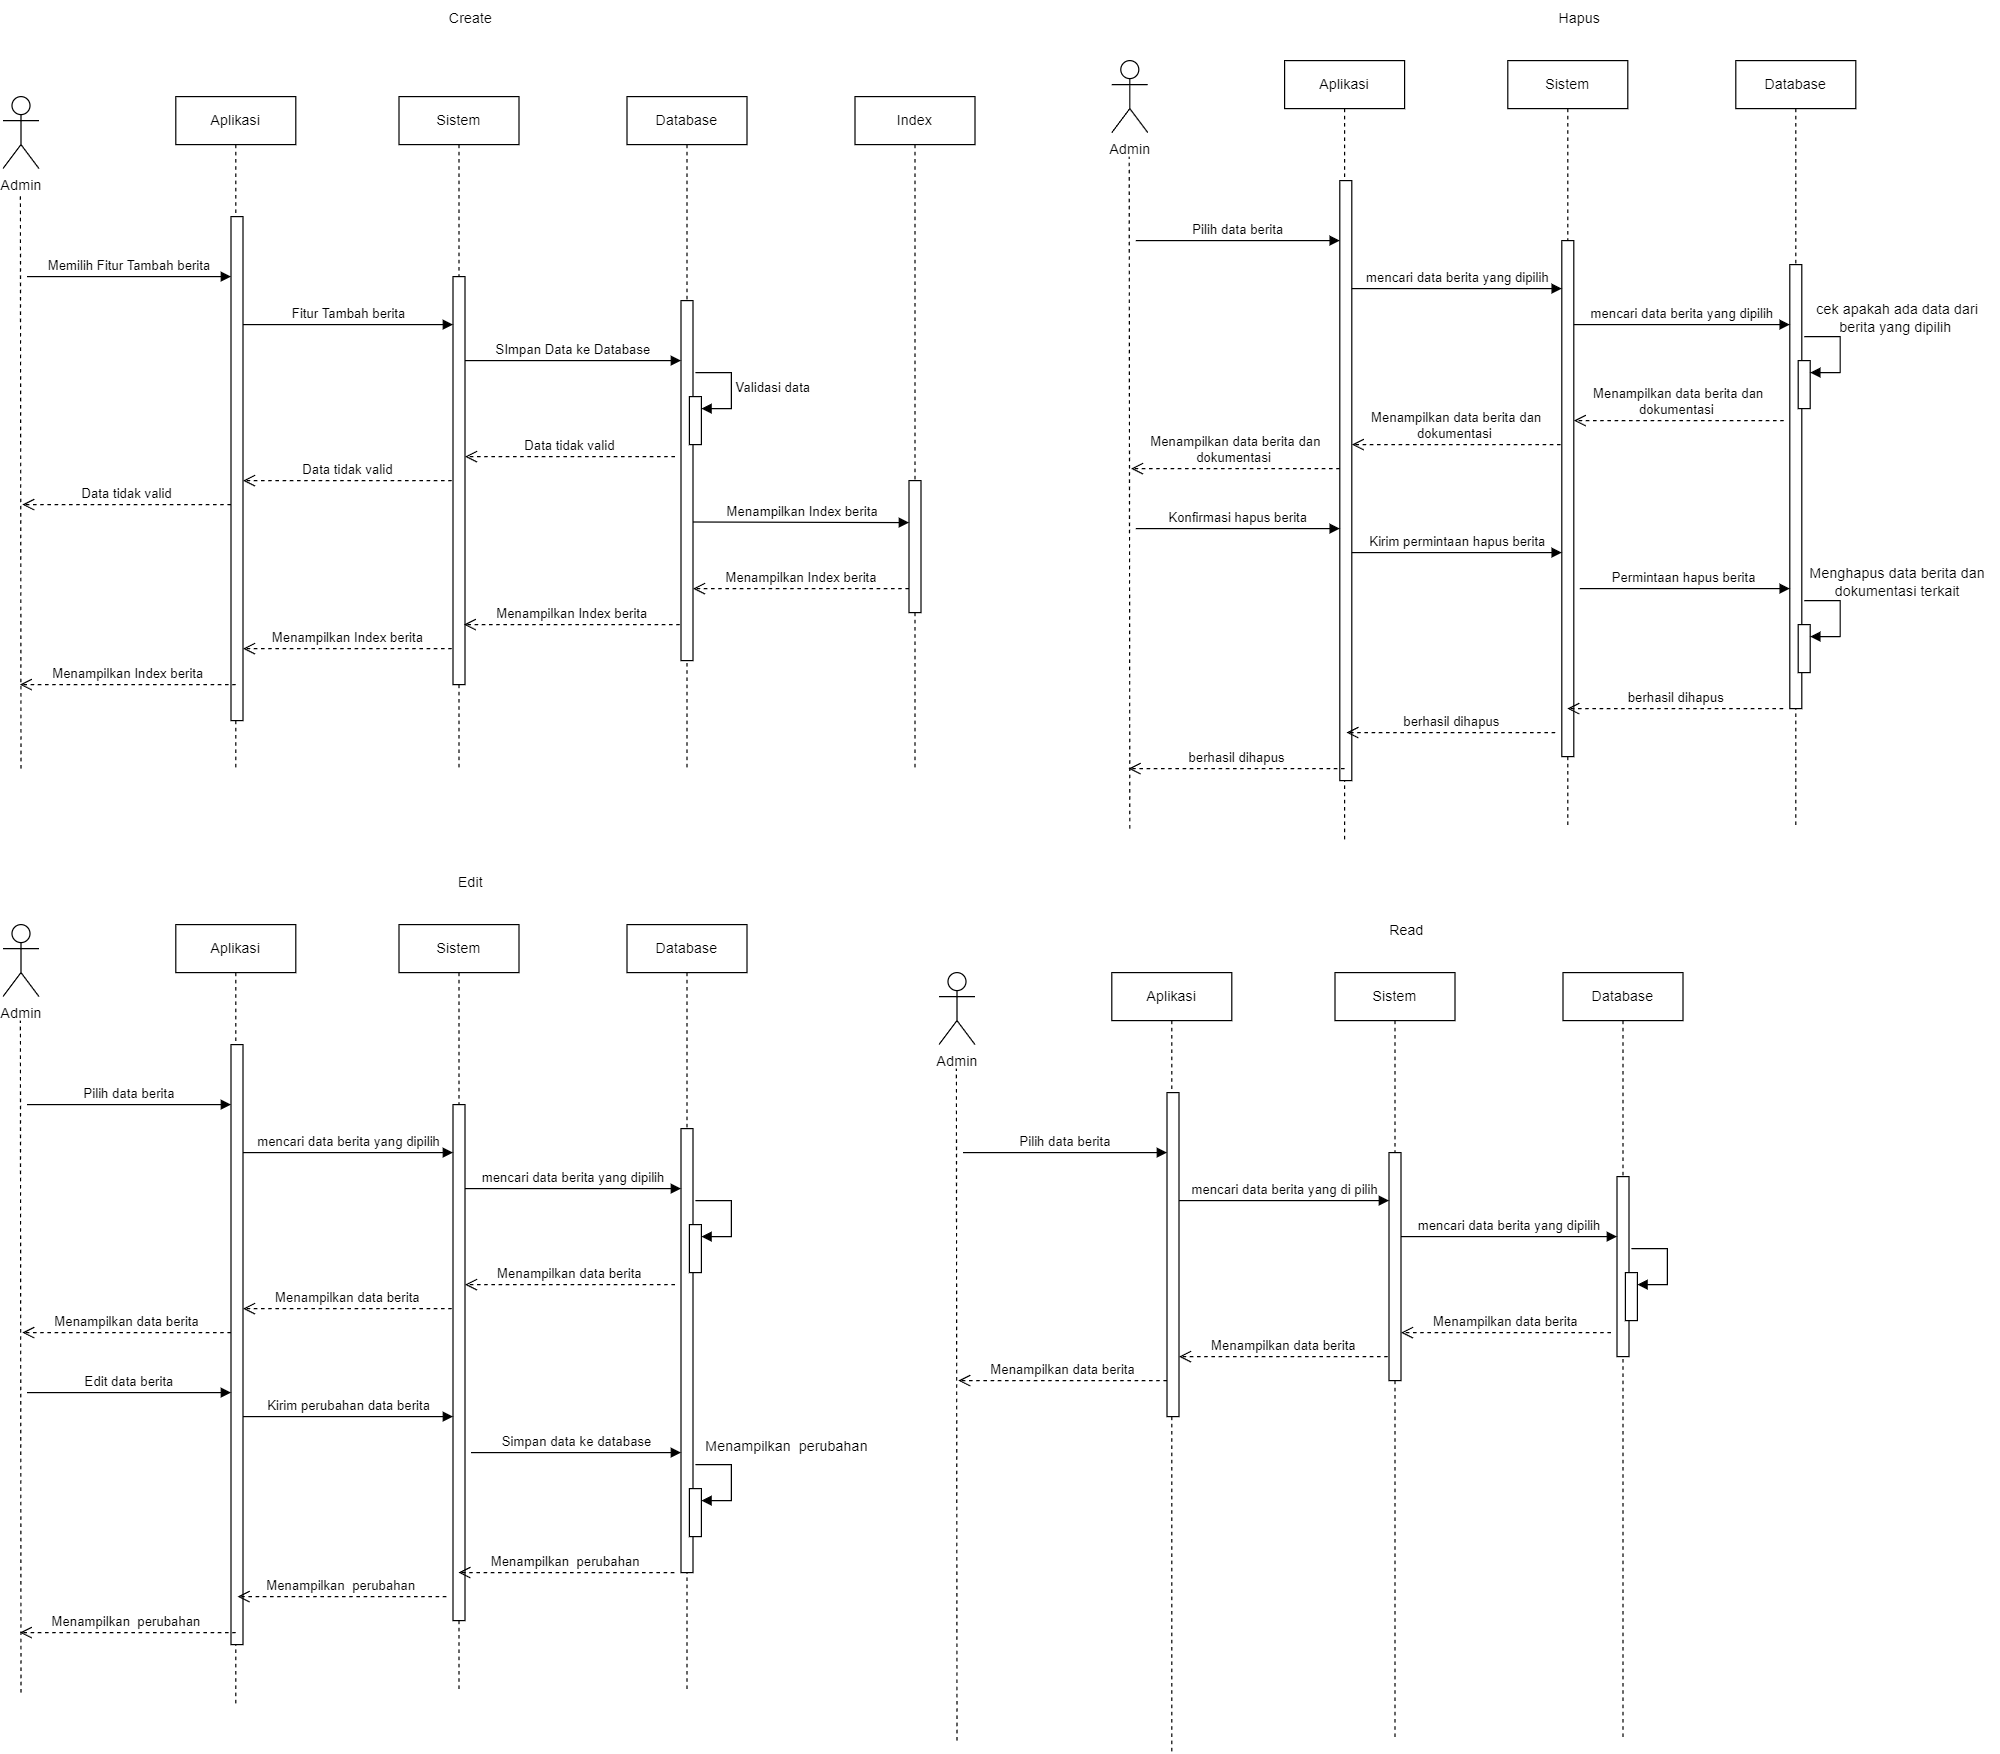 Create
Aplikasi
Sistem
Database
Index
Admin
Memilih Fitur Tambah berita
Fitur Tambah berita
SImpan Data ke Database
Validasi data
Data tidak valid
Data tidak valid
Data tidak valid
Menampilkan Index berita
Menampilkan Index berita
Menampilkan Index berita
Menampilkan Index berita
Menampilkan Index berita
Hapus
Aplikasi
Sistem
Database
Admin
Pilih data berita
mencari data berita yang dipilih
mencari data berita yang dipilih
cek apakah ada data dari
berita yang dipilih
Menampilkan data berita dan
dokumentasi
Menampilkan data berita dan
dokumentasi
Menampilkan data berita dan
dokumentasi
Konfirmasi hapus berita
Kirim permintaan hapus berita
Permintaan hapus berita
Menghapus data berita dan
dokumentasi terkait
berhasil dihapus
berhasil dihapus
berhasil dihapus
Edit
Aplikasi
Sistem
Database
Admin
Pilih data berita
mencari data berita yang dipilih
mencari data berita yang dipilih
Menampilkan data berita
Menampilkan data berita
Menampilkan data berita
Edit data berita
Kirim perubahan data berita
Simpan data ke database
Menampilkan  perubahan
Menampilkan  perubahan
Menampilkan  perubahan
Menampilkan  perubahan
Read
Aplikasi
Sistem
Database
Admin
Pilih data berita
mencari data berita yang di pilih
mencari data berita yang dipilih
Menampilkan data berita
Menampilkan data berita
Menampilkan data berita